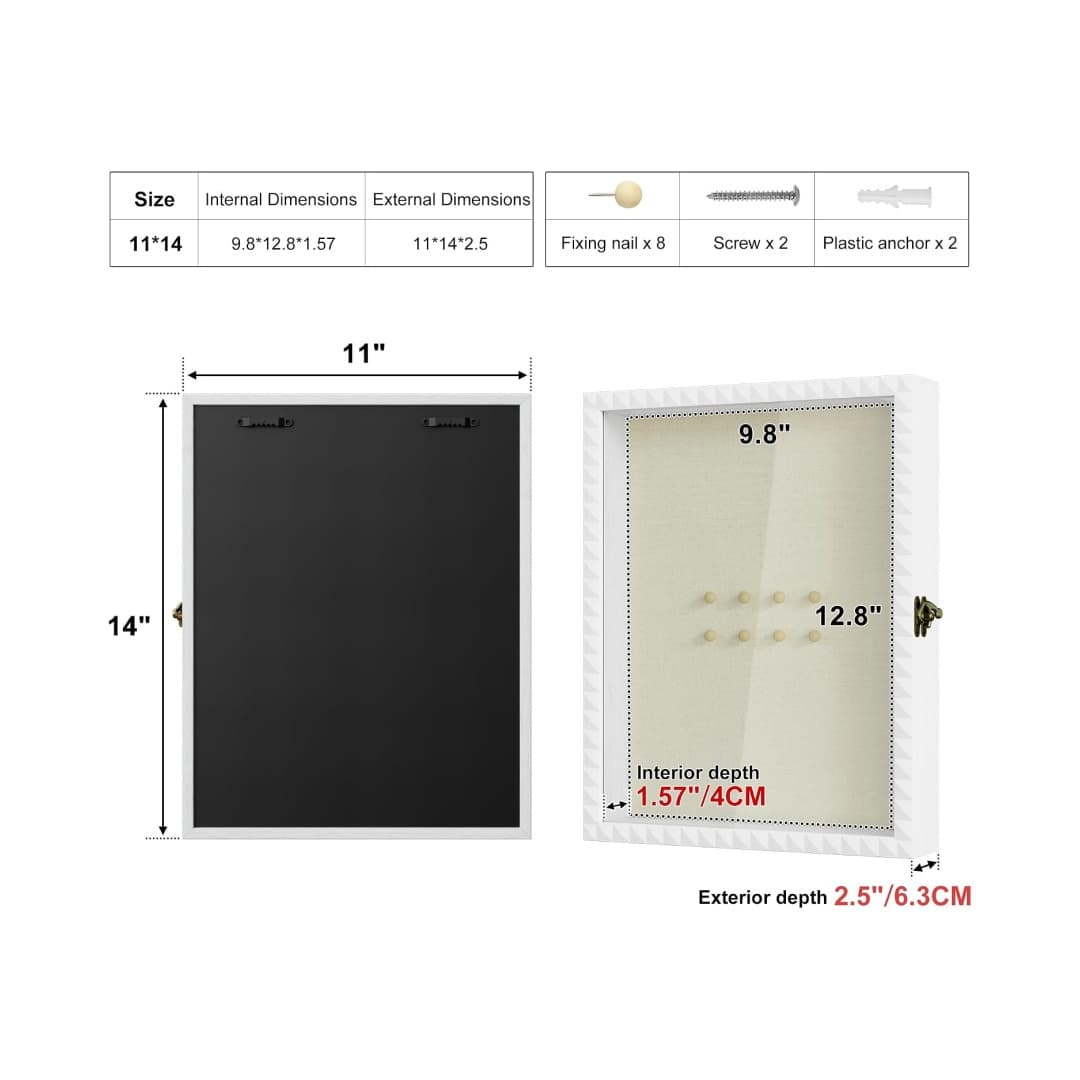 Size Internal Dimensions External Dimensions
11*14 9.8*12.8*1.57 11*14*2.5
Fixing nail x 8 Screw x 2 Plastic anchor x 2
11"
14"
9.8"
12.8"
Interior depth
1.57"/4CM
Exterior depth 2.5"/6.3CM